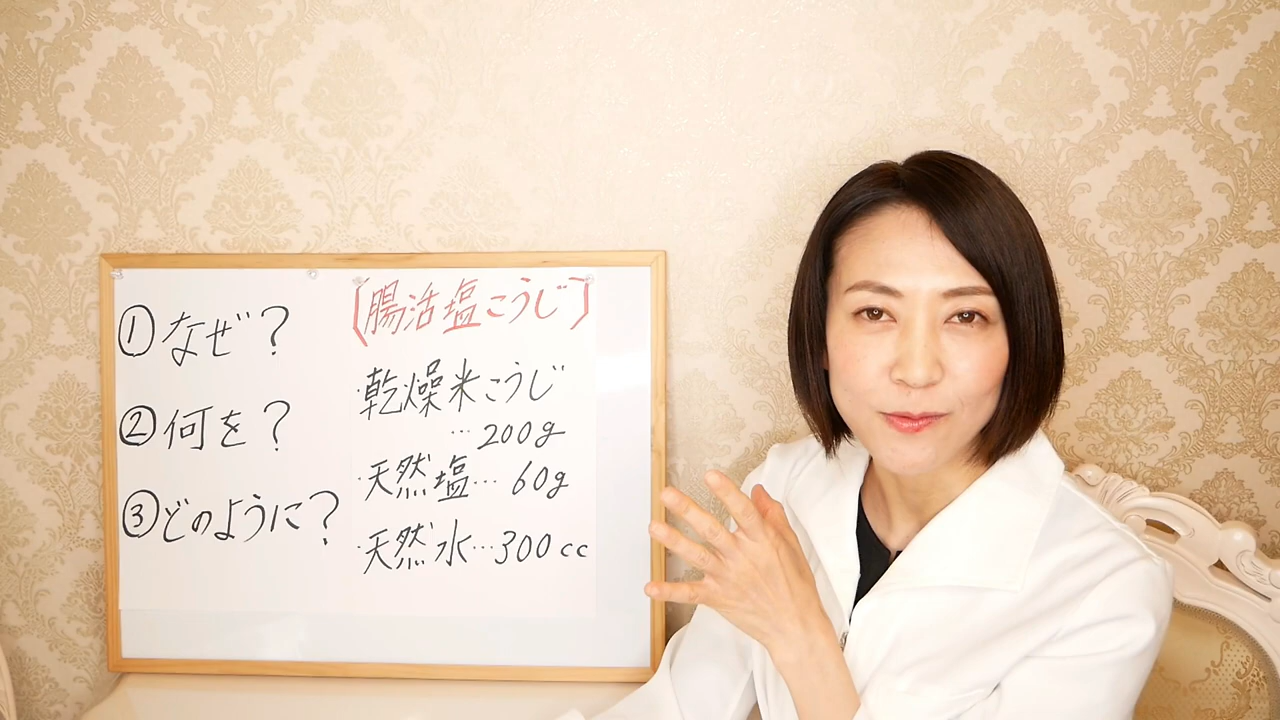 ①なぜ？
②何を？
③どのように？
〔腸活塩こうじ〕
・乾燥米こうじ
…200g
・天然塩…60g
・天然水…300cc